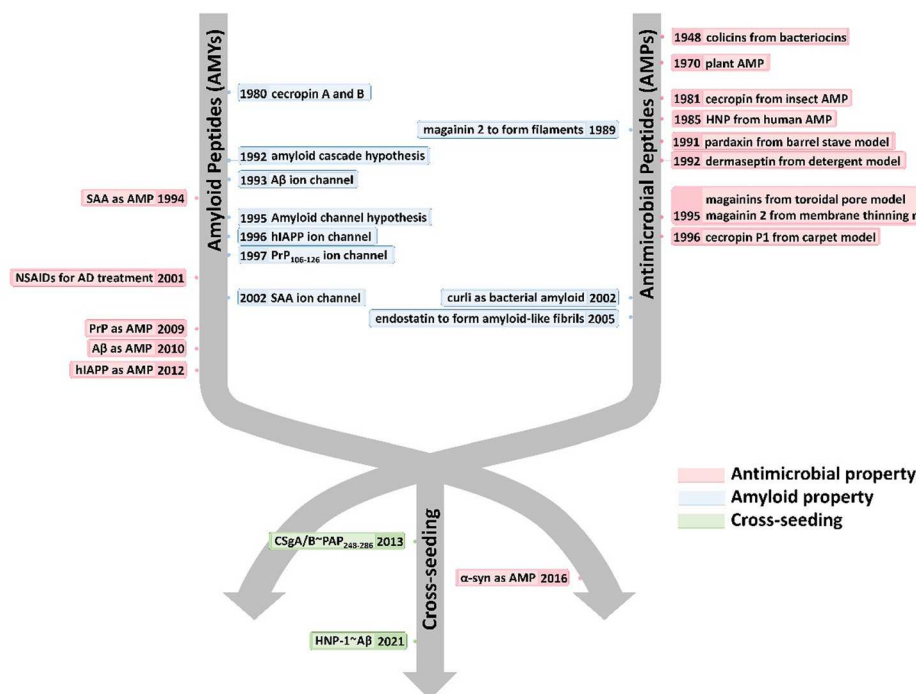 Amyloid Peptides (AMYs)
1980 cecropin A and B
1992 amyloid cascade hypothesis
1993 Aβ ion channel
SAA as AMP 1994
1995 Amyloid channel hypothesis
1996 hIAPP ion channel
1997 PrP106-126 ion channel
NSAIDs for AD treatment 2001
2002 SAA ion channel
PrP as AMP 2009
Aβ as AMP 2010
hIAPP as AMP 2012
Antimicrobial Peptides (AMPs)
1948 colicins from bacteriocins
1970 plant AMP
1981 cecropin from insect AMP
1985 HNP from human AMP
magainin 2 to form filaments 1989
1991 pardaxin from barrel stave model
1992 dermaseptin from detergent model
magainins from toroidal pore model
1995 magainin 2 from membrane thinning
1996 cecropin P1 from carpet model
curli as bacterial amyloid 2002
endostatin to form amyloid-like fibrils 2005
Antimicrobial property
Amyloid property
Cross-seeding
Cross-seeding
CSgA/B~PAP248-286 2013
α-syn as AMP 2016
HNP-1~Aβ 2021